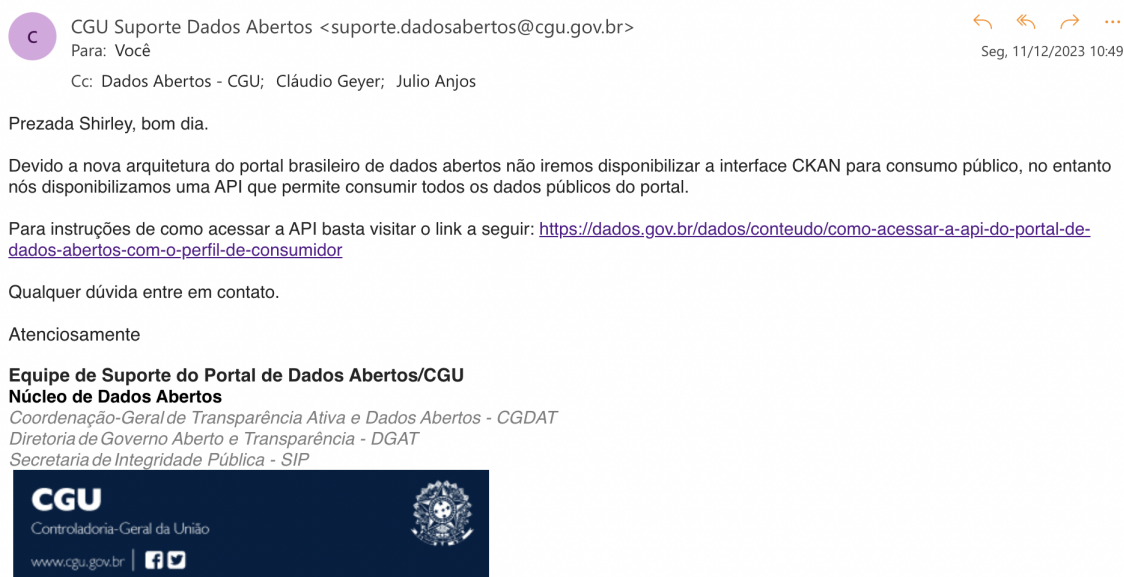 C
CGU Suporte Dados Abertos <suporte.dadosabertos@cgu.gov.br>
Para: Você
Seg, 11/12/2023 10:49
Cc: Dados Abertos - CGU; Cláudio Geyer; Julio Anjos
Prezada Shirley, bom dia.
Devido a nova arquitetura do portal brasileiro de dados abertos não iremos disponibilizar a interface CKAN para consumo público, no entanto
nós disponibilizamos uma API que permite consumir todos os dados públicos do portal.
Para instruções de como acessar a API basta visitar o link a seguir: https://dados.gov.br/dados/conteudo/como-acessar-a-api-do-portal-de-
dados-abertos-com-o-perfil-de-consumidor
Qualquer dúvida entre em contato.
Atenciosamente
Equipe de Suporte do Portal de Dados Abertos/CGU
Núcleo de Dados Abertos
Coordenação-Geral de Transparência Ativa e Dados Abertos - CGDAT
Diretoria de Governo Aberto e Transparência - DGAT
Secretaria de Integridade Pública - SIP
CGU
Controladoria-Geral da União
www.cgu.gov.br